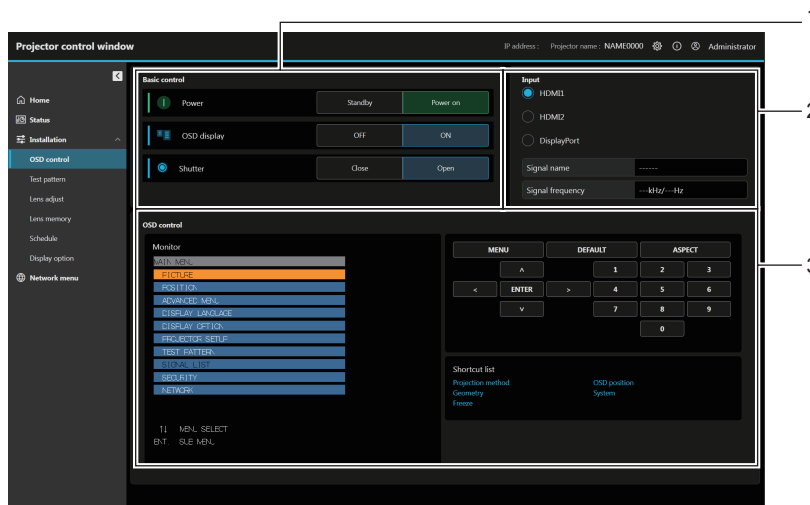 1
Projector control window
IP address : Projector name : NAME0000 Administrator
Home
Status
Installation
OSD control
Test pattern
Lens adjust
Lens memory
Schedule
Display option
Network menu
Basic control
Power Standby Power on
OSD display OFF ON
Shutter Close Open
Input
HDMI1
HDMI2
DisplayPort
Signal name ------
Signal frequency ---kHz/---Hz
2
OSD control
Monitor
MAIN MENU
PICTURE
POSITION
ADVANCED MENU
DISPLAY LANGUAGE
DISPLAY OPTION
PROJECTOR SETUP
TEST PATTERN
SIGNAL LIST
SECURITY
NETWORK
↑↓ MENU SELECT
ENT. SUB MENU
MENU DEFAULT ASPECT
∧ 1 2 3
< ENTER > 4 5 6
∨ 7 8 9
0
Shortcut list
Projection method OSD position
Geometry System
Freeze
3